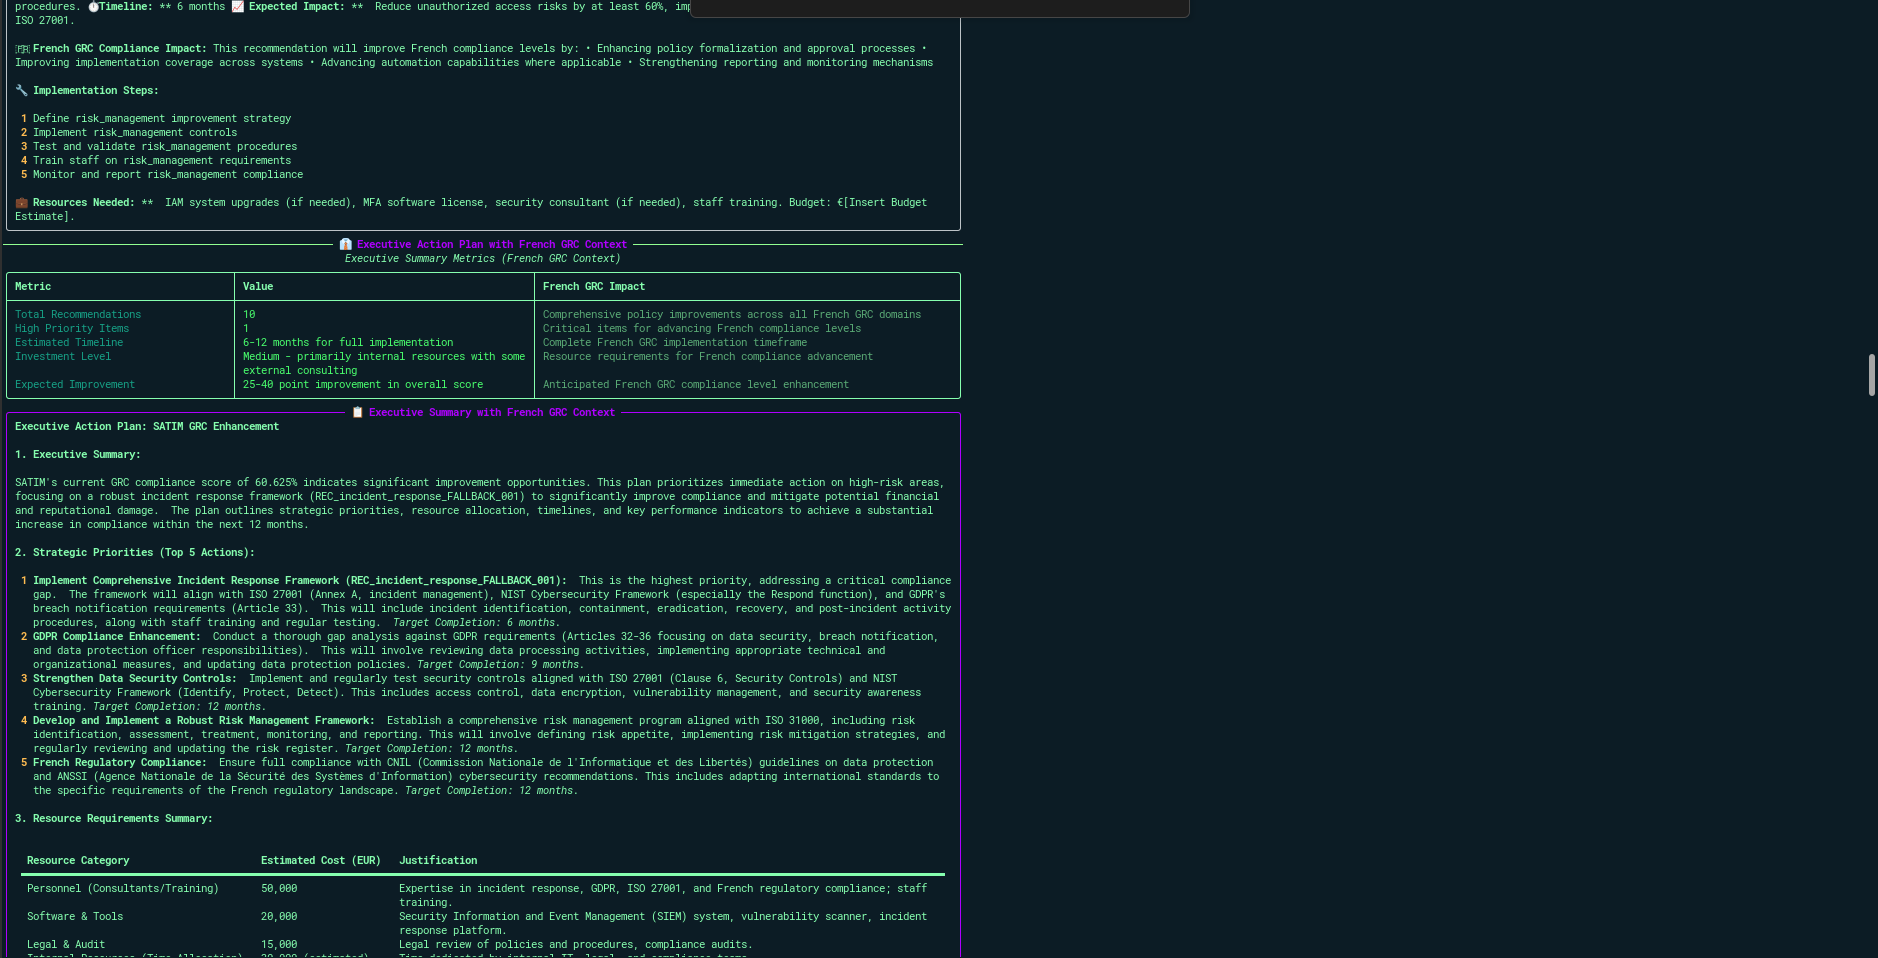 procedures. ⏱Timeline: ** 6 months 📈 Expected Impact: **  Reduce unauthorized access risks by at least 60%,
ISO 27001.
🇫🇷 French GRC Compliance Impact: This recommendation will improve French compliance levels by: • Enhancing policy formalization and approval processes •
Improving implementation coverage across systems • Advancing automation capabilities where applicable • Strengthening reporting and monitoring mechanisms
🔧 Implementation Steps:
1 Define risk_management improvement strategy
2 Implement risk_management controls
3 Test and validate risk_management procedures
4 Train staff on risk_management requirements
5 Monitor and report risk_management compliance
💼 Resources Needed: **  IAM system upgrades (if needed), MFA software license, security consultant (if needed), staff training. Budget: €[Insert Budget
Estimate].
👔 Executive Action Plan with French GRC Context
Executive Summary Metrics (French GRC Context)
Metric Value French GRC Impact
Total Recommendations 10 Comprehensive policy improvements across all French GRC domains
High Priority Items 1 Critical items for advancing French compliance levels
Estimated Timeline 6-12 months for full implementation Complete French GRC implementation timeframe
Investment Level Medium - primarily internal resources with some Resource requirements for French compliance advancement
external consulting
Expected Improvement 25-40 point improvement in overall score Anticipated French GRC compliance level enhancement
📋 Executive Summary with French GRC Context
Executive Action Plan: SATIM GRC Enhancement
1. Executive Summary:
SATIM's current GRC compliance score of 60.625% indicates significant improvement opportunities. This plan prioritizes immediate action on high-risk areas,
focusing on a robust incident response framework (REC_incident_response_FALLBACK_001) to significantly improve compliance and mitigate potential financial
and reputational damage.  The plan outlines strategic priorities, resource allocation, timelines, and key performance indicators to achieve a substantial
increase in compliance within the next 12 months.
2. Strategic Priorities (Top 5 Actions):
1 Implement Comprehensive Incident Response Framework (REC_incident_response_FALLBACK_001):  This is the highest priority, addressing a critical compliance
gap.  The framework will align with ISO 27001 (Annex A, incident management), NIST Cybersecurity Framework (especially the Respond function), and GDPR's
breach notification requirements (Article 33).  This will include incident identification, containment, eradication, recovery, and post-incident activity
procedures, along with staff training and regular testing.  Target Completion: 6 months.
2 GDPR Compliance Enhancement:  Conduct a thorough gap analysis against GDPR requirements (Articles 32-36 focusing on data security, breach notification,
and data protection officer responsibilities).  This will involve reviewing data processing activities, implementing appropriate technical and
organizational measures, and updating data protection policies. Target Completion: 9 months.
3 Strengthen Data Security Controls:  Implement and regularly test security controls aligned with ISO 27001 (Clause 6, Security Controls) and NIST
Cybersecurity Framework (Identify, Protect, Detect). This includes access control, data encryption, vulnerability management, and security awareness
training. Target Completion: 12 months.
4 Develop and Implement a Robust Risk Management Framework:  Establish a comprehensive risk management program aligned with ISO 31000, including risk
identification, assessment, treatment, monitoring, and reporting. This will involve defining risk appetite, implementing risk mitigation strategies, and
regularly reviewing and updating the risk register. Target Completion: 12 months.
5 French Regulatory Compliance:  Ensure full compliance with CNIL (Commission Nationale de l'Informatique et des Libertés) guidelines on data protection
and ANSSI (Agence Nationale de la Sécurité des Systèmes d'Information) cybersecurity recommendations. This includes adapting international standards to
the specific requirements of the French regulatory landscape. Target Completion: 12 months.
3. Resource Requirements Summary:
Resource Category Estimated Cost (EUR) Justification
Personnel (Consultants/Training) 50,000 Expertise in incident response, GDPR, ISO 27001, and French regulatory compliance; staff
training.
Software & Tools 20,000 Security Information and Event Management (SIEM) system, vulnerability scanner, incident
response platform.
Legal & Audit 15,000 Legal review of policies and procedures, compliance audits.